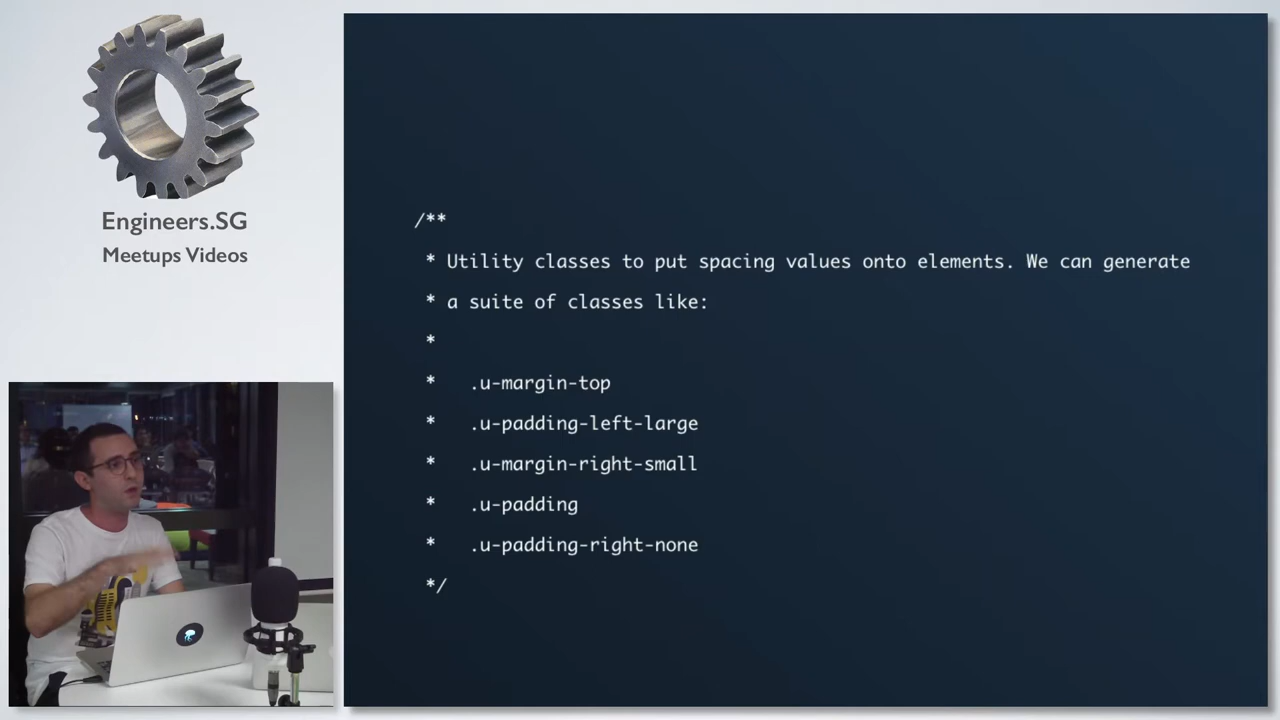 Engineers.SG
Meetups Videos
/**
* Utility classes to put spacing values onto elements. We can generate
* a suite of classes like:
*
* .u-margin-top
* .u-padding-left-large
* .u-margin-right-small
* .u-padding
* .u-padding-right-none
*/